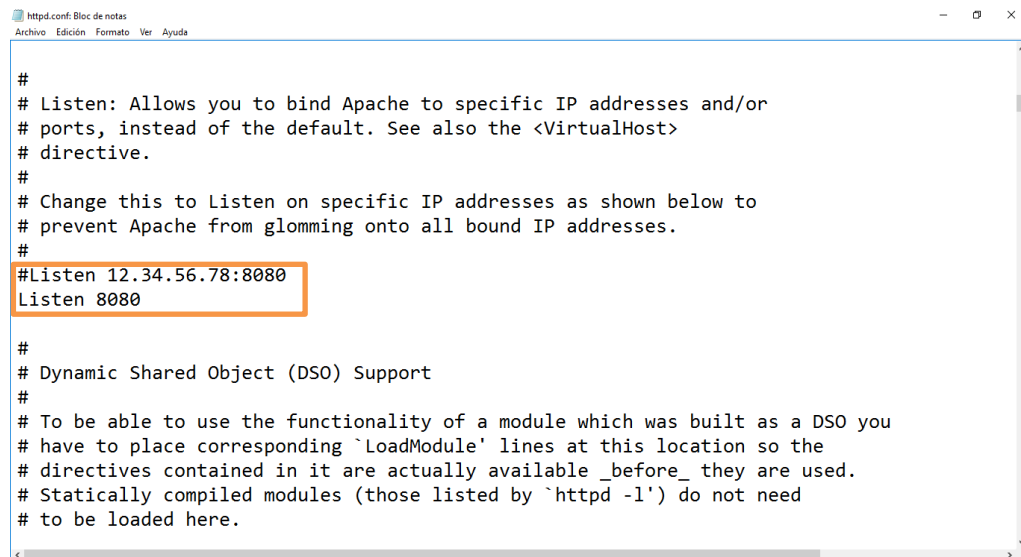 httpd.conf: Bloc de notas
Archivo Edición Formato Ver Ayuda
#
# Listen: Allows you to bind Apache to specific IP addresses and/or
# ports, instead of the default. See also the <VirtualHost>
# directive.
#
# Change this to Listen on specific IP addresses as shown below to
# prevent Apache from glomming onto all bound IP addresses.
#
#Listen 12.34.56.78:8080
Listen 8080
#
# Dynamic Shared Object (DSO) Support
#
# To be able to use the functionality of a module which was built as a DSO you
# have to place corresponding `LoadModule' lines at this location so the
# directives contained in it are actually available _before_ they are used.
# Statically compiled modules (those listed by `httpd -l') do not need
# to be loaded here.